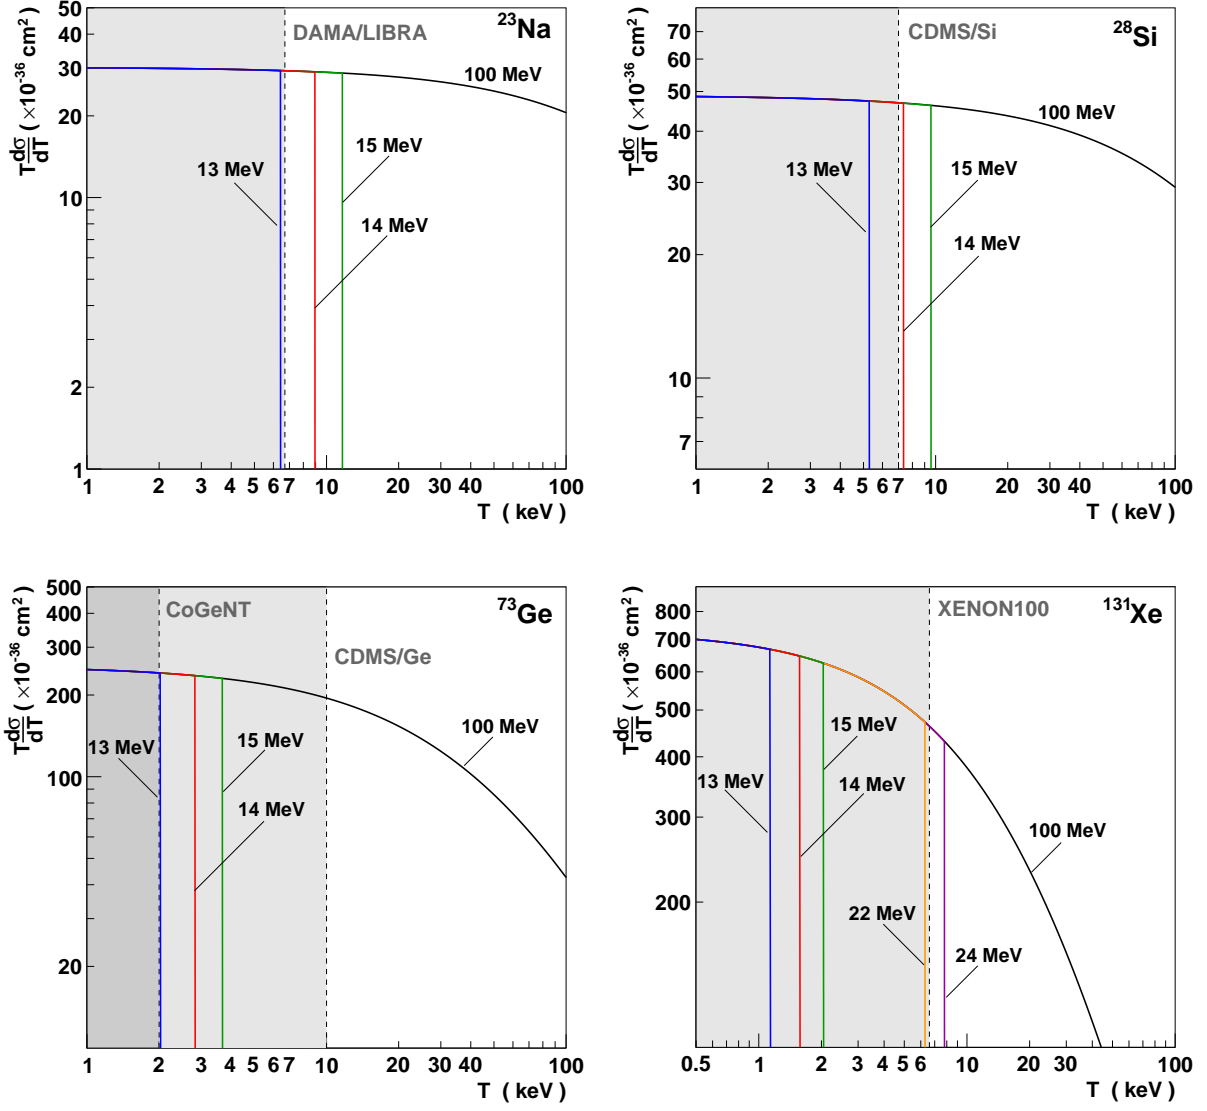 50
40
30
20
10
2
1
T dσ/dT ( ×10⁻³⁶ cm² )
DAMA/LIBRA
²³Na
100 MeV
15 MeV
13 MeV
14 MeV
1 2 3 4 5 6 7 10 20 30 40 100
T ( keV )
70
60
50
40
30
20
10
7
T dσ/dT ( ×10⁻³⁶ cm² )
CDMS/Si
²⁸Si
100 MeV
13 MeV
15 MeV
14 MeV
1 2 3 4 5 6 7 10 20 30 40 100
T ( keV )
500
400
300
200
100
20
T dσ/dT ( ×10⁻³⁶ cm² )
CoGeNT
⁷³Ge
CDMS/Ge
100 MeV
13 MeV
15 MeV
14 MeV
1 2 3 4 5 6 7 10 20 30 40 100
T ( keV )
800
700
600
500
400
300
200
T dσ/dT ( ×10⁻³⁶ cm² )
XENON100
¹³¹Xe
15 MeV
13 MeV
14 MeV
100 MeV
22 MeV
24 MeV
0.5 1 2 3 4 5 6 10 20 30 100
T ( keV )